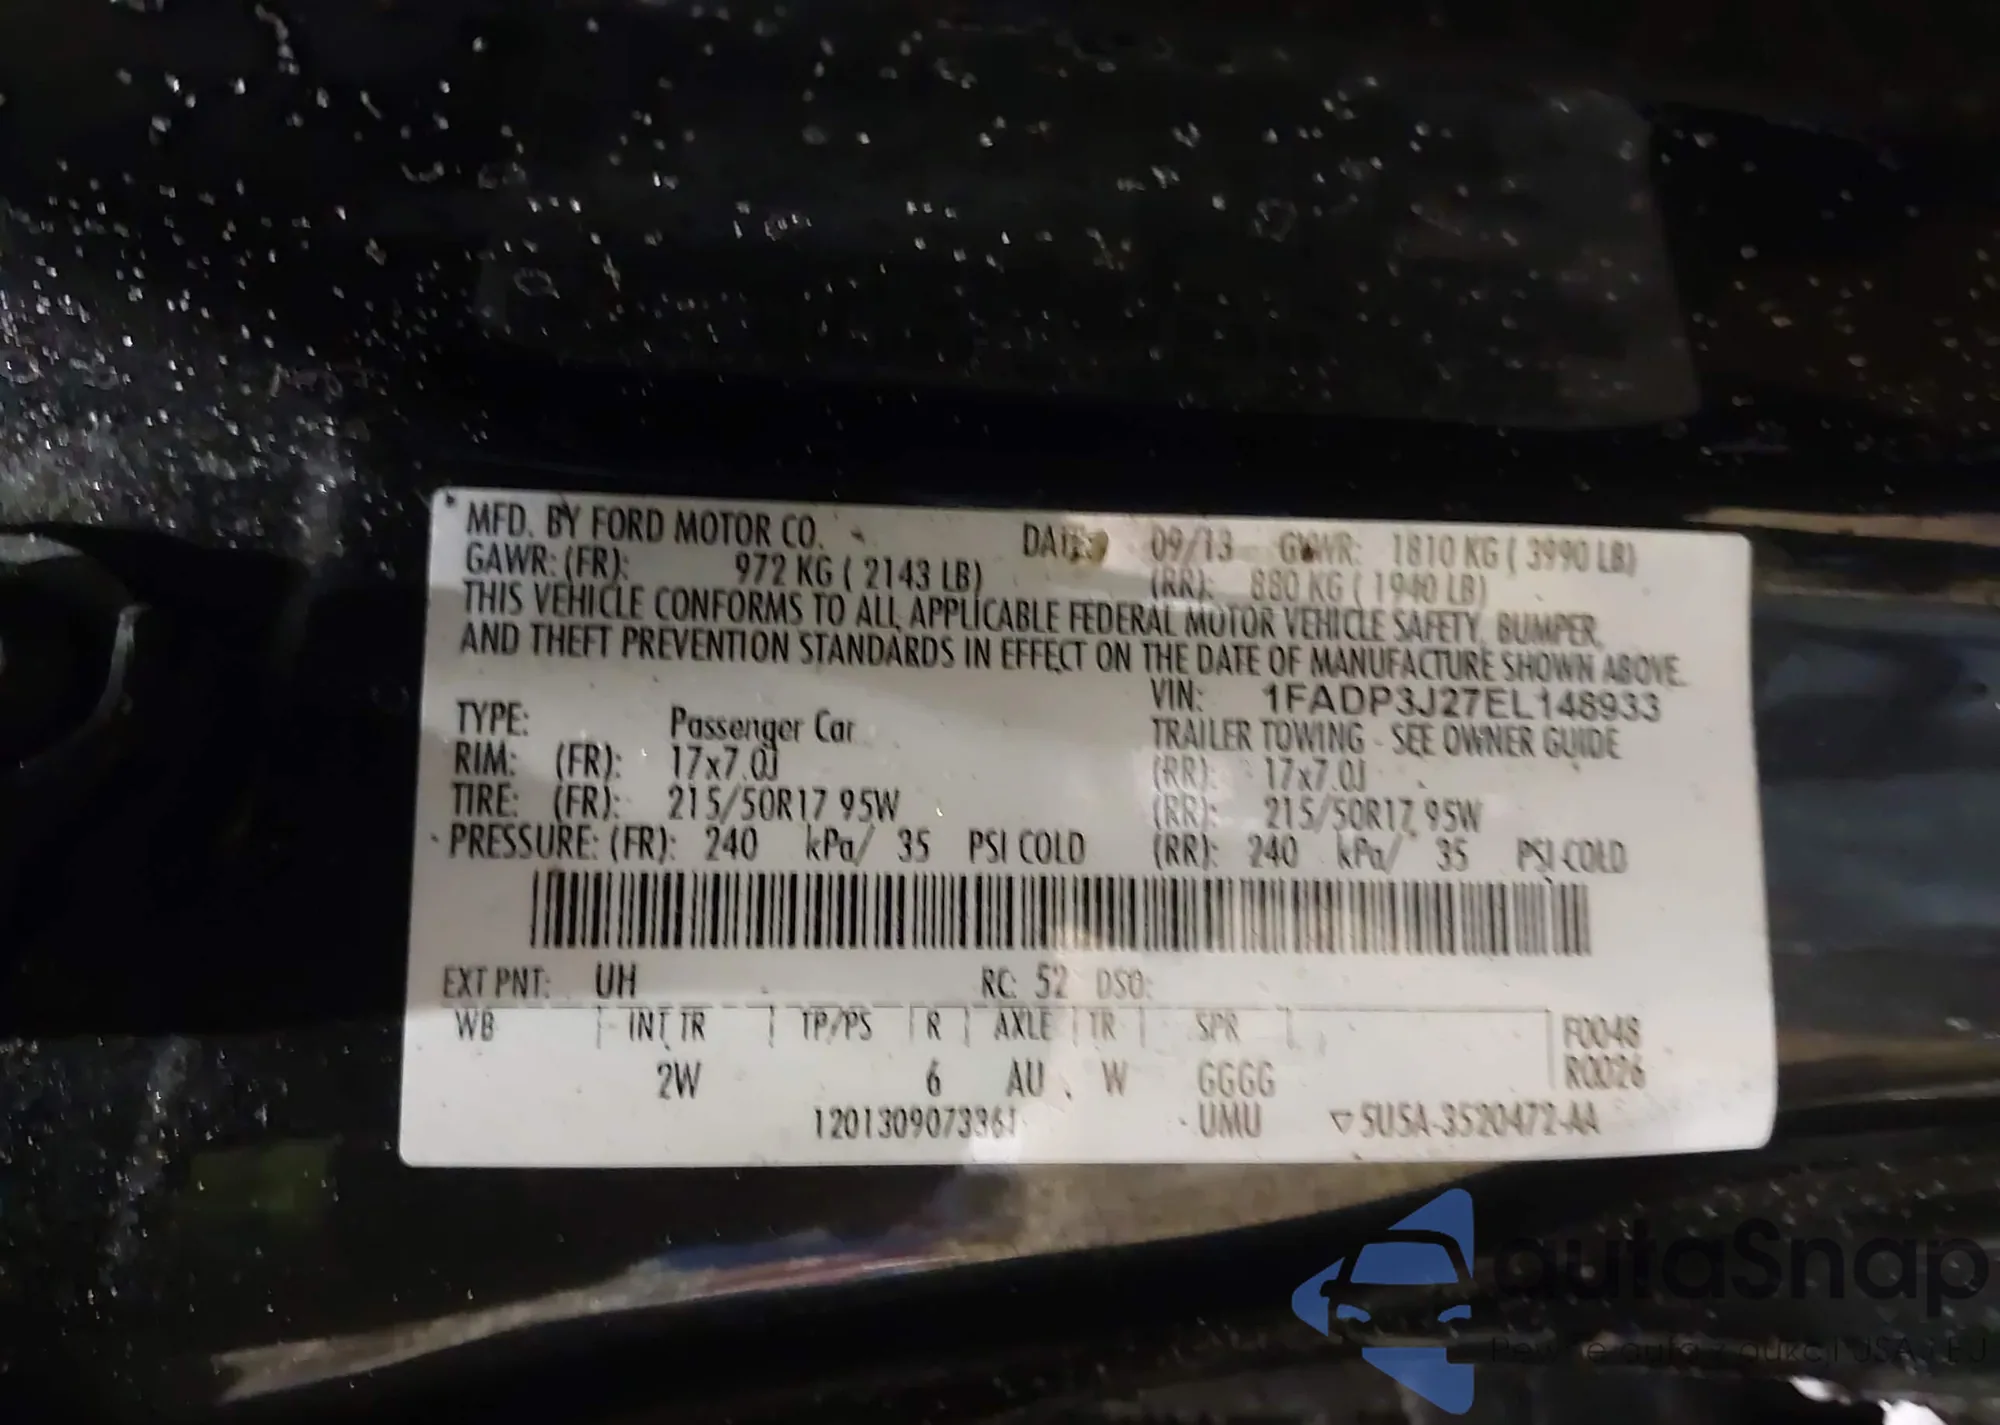 MFD. BY FORD MOTOR CO. DATE: 09/13 GVWR: 1810 KG ( 3990 LB)
GAWR: (FR): 972 KG ( 2143 LB) (RR): 880 KG ( 1940 LB)
THIS VEHICLE CONFORMS TO ALL APPLICABLE FEDERAL MOTOR VEHICLE SAFETY, BUMPER,
AND THEFT PREVENTION STANDARDS IN EFFECT ON THE DATE OF MANUFACTURE SHOWN ABOVE.
VIN: 1FADP3J27EL148933
TYPE: Passenger Car TRAILER TOWING - SEE OWNER GUIDE
RIM: (FR): 17x7.0J (RR): 17x7.0J
TIRE: (FR): 215/50R17 95W (RR): 215/50R17 95W
PRESSURE: (FR): 240 kPa/ 35 PSI COLD (RR): 240 kPa/ 35 PSI COLD
EXT PNT: UH RC: 52 DSO:
WB INT TR TP/PS R AXLE TR SPR F0048
2W 6 AU W GGGG R0026
UMU ▽5U5A-3520472-AA
autaSnap